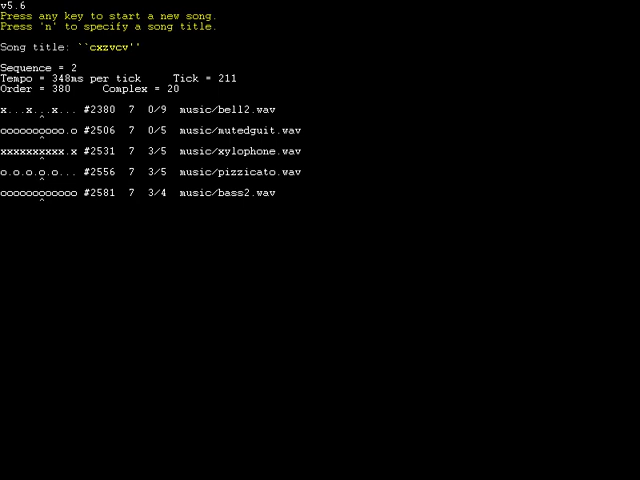 v5.6
Press any key to start a new song.
Press 'n' to specify a song title.
Song title: ``cxzvcv''
Sequence = 2
Tempo = 348ms per tick     Tick = 211
Order = 380     Complex = 20
x...x...x... #2380  7  0/9  music/bell2.wav
^
oooooooooo.o #2506  7  0/5  music/mutedguit.wav
^
xxxxxxxxxx.x #2531  7  3/5  music/xylophone.wav
^
o.o.o.o.o... #2556  7  3/5  music/pizzicato.wav
^
oooooooooooo #2581  7  3/4  music/bass2.wav
^